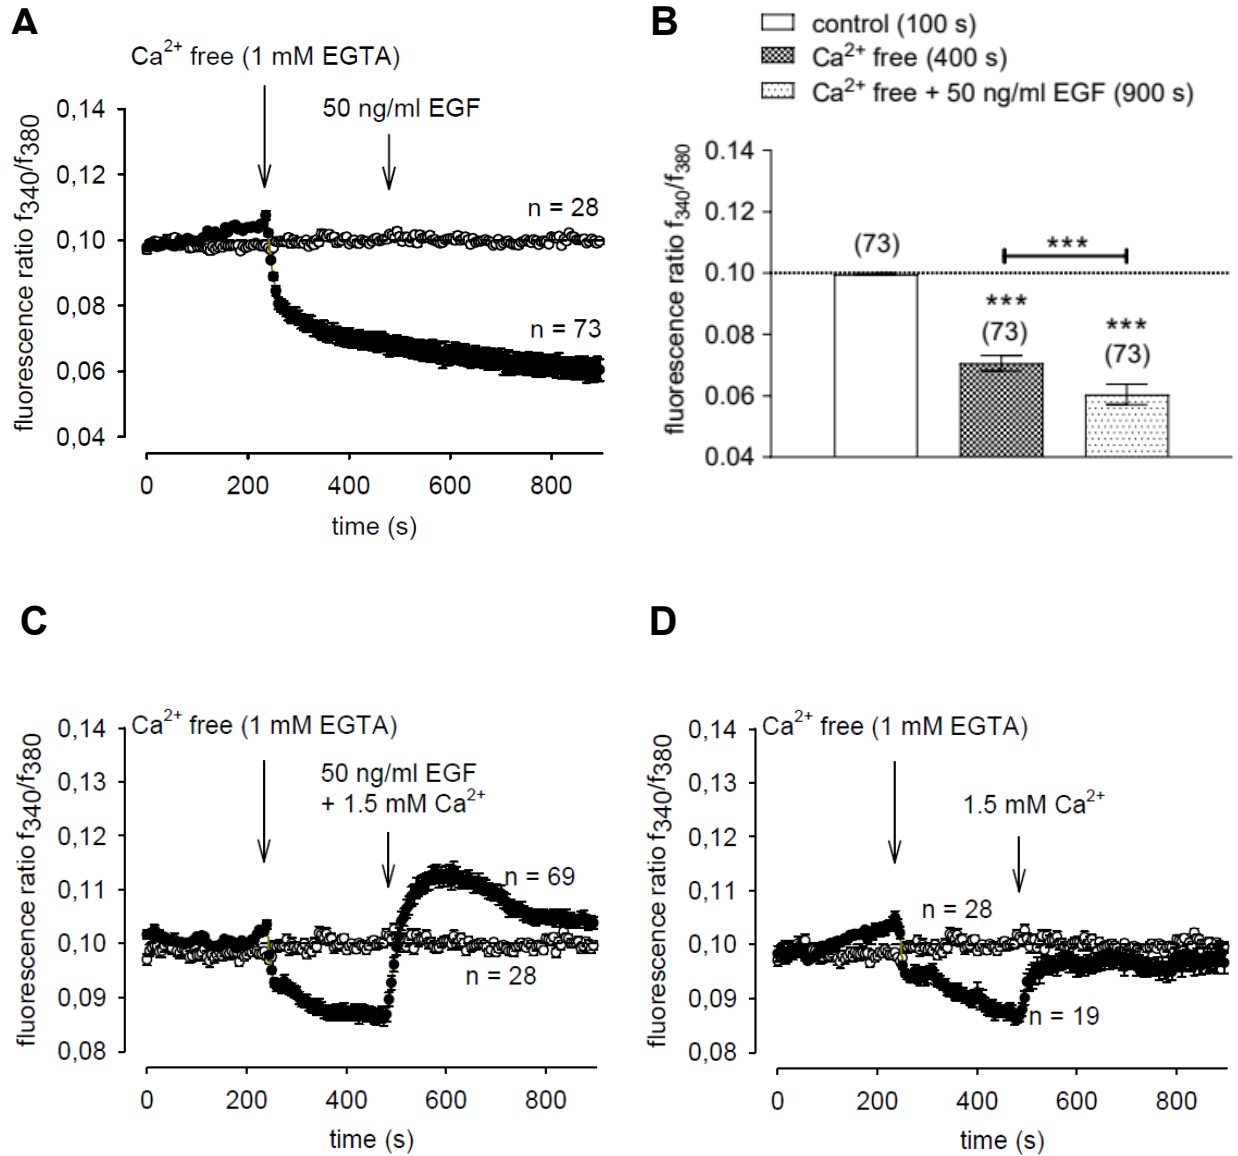 A
Ca2+ free (1 mM EGTA)
50 ng/ml EGF
0,14
0,12
0,10
0,08
0,06
0,04
fluorescence ratio f340/f380
n = 28
n = 73
0
200
400
600
800
time (s)
B
control (100 s)
Ca2+ free (400 s)
Ca2+ free + 50 ng/ml EGF (900 s)
0.14
0.12
0.10
0.08
0.06
0.04
fluorescence ratio f340/f380
(73)
***
***
(73)
***
(73)
C
Ca2+ free (1 mM EGTA)
50 ng/ml EGF
+ 1.5 mM Ca2+
0,14
0,13
0,12
0,11
0,10
0,09
0,08
fluorescence ratio f340/f380
n = 69
n = 28
0
200
400
600
800
time (s)
D
Ca2+ free (1 mM EGTA)
1.5 mM Ca2+
0,14
0,13
0,12
0,11
0,10
0,09
0,08
fluorescence ratio f340/f380
n = 28
n = 19
0
200
400
600
800
time (s)